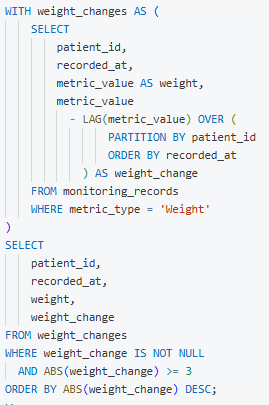 WITH weight_changes AS (
    SELECT
        patient_id,
        recorded_at,
        metric_value AS weight,
        metric_value
          - LAG(metric_value) OVER (
                PARTITION BY patient_id
                ORDER BY recorded_at
            ) AS weight_change
    FROM monitoring_records
    WHERE metric_type = 'Weight'
)
SELECT
    patient_id,
    recorded_at,
    weight,
    weight_change
FROM weight_changes
WHERE weight_change IS NOT NULL
  AND ABS(weight_change) >= 3
ORDER BY ABS(weight_change) DESC;